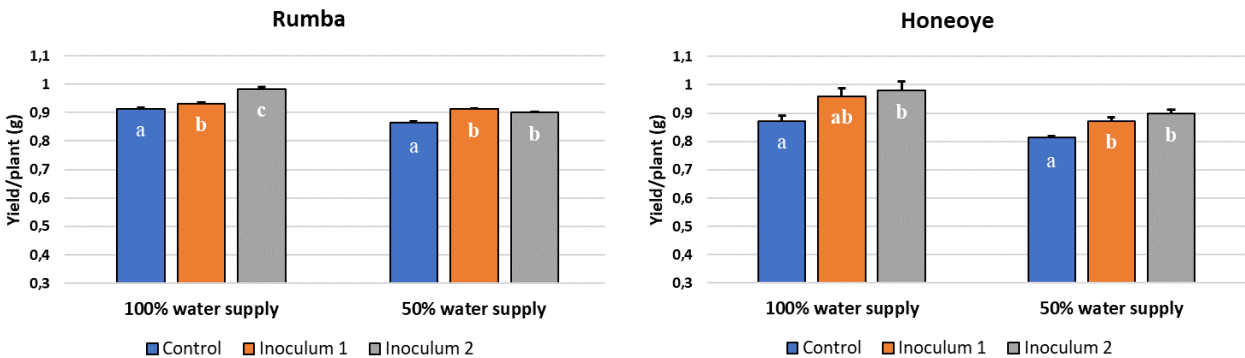 Rumba
Yield/plant (g)
1,1
1
0,9
0,8
0,7
0,6
0,5
0,4
0,3
a
b
c
a
b
b
100% water supply
50% water supply
Control
Inoculum 1
Inoculum 2
Honeoye
Yield/plant (g)
1,1
1
0,9
0,8
0,7
0,6
0,5
0,4
0,3
a
ab
b
a
b
b
100% water supply
50% water supply
Control
Inoculum 1
Inoculum 2